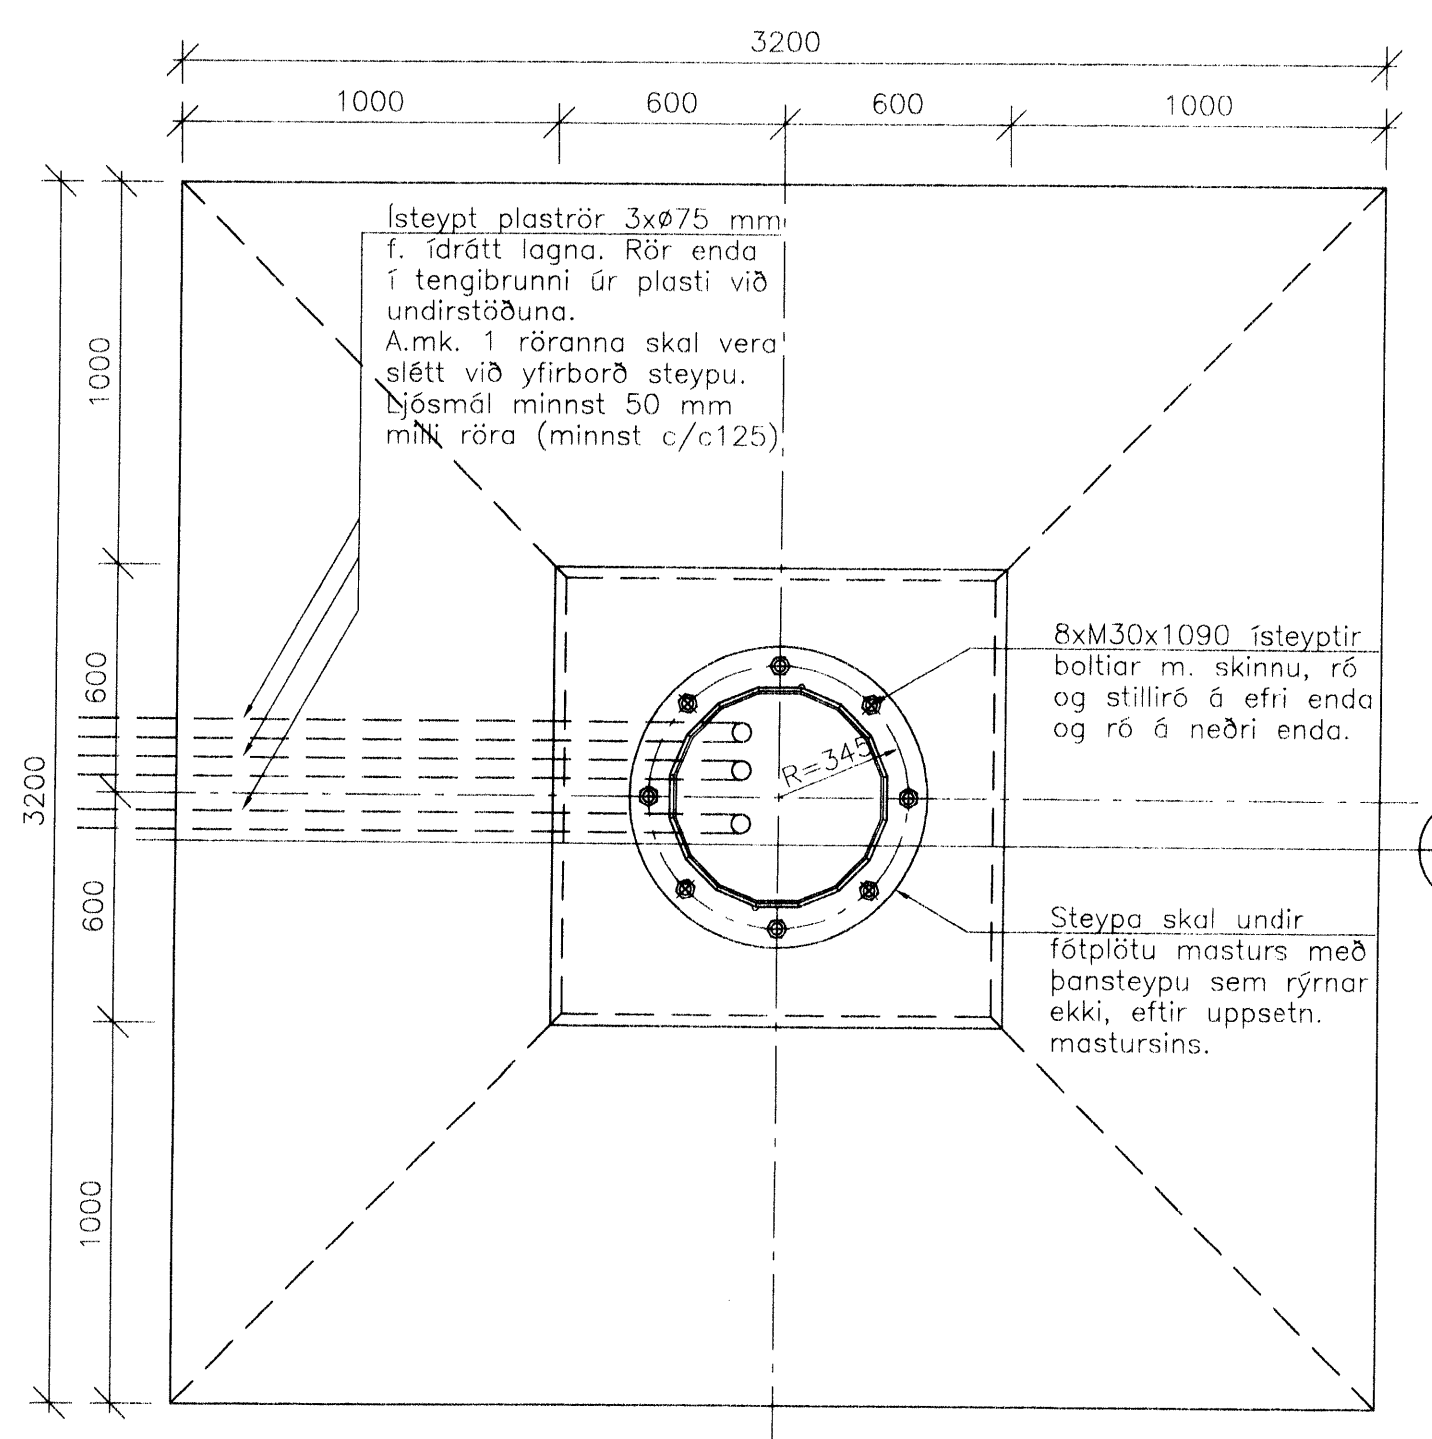 3200
1000
600
600
1000
Ísteypt plaströr 3xø75 mm
f. ídrátt lagna. Rör enda
í tengibrunni úr plasti við
undirstöðuna.
A.mk. 1 röranna skal vera
slétt við yfirborð steypu.
Ljósmál minnst 50 mm
milli röra (minnst c/c125)
1000
600
3200
600
1000
8xM30x1090 ísteyptir
boltiar m. skinnu, ró
og stilliró á efri enda
og ró á neðri enda.
R=345
Steypa skal undir
fótplötu masturs með
þansteypu sem rýrnar
ekki, eftir uppsetn.
mastursins.